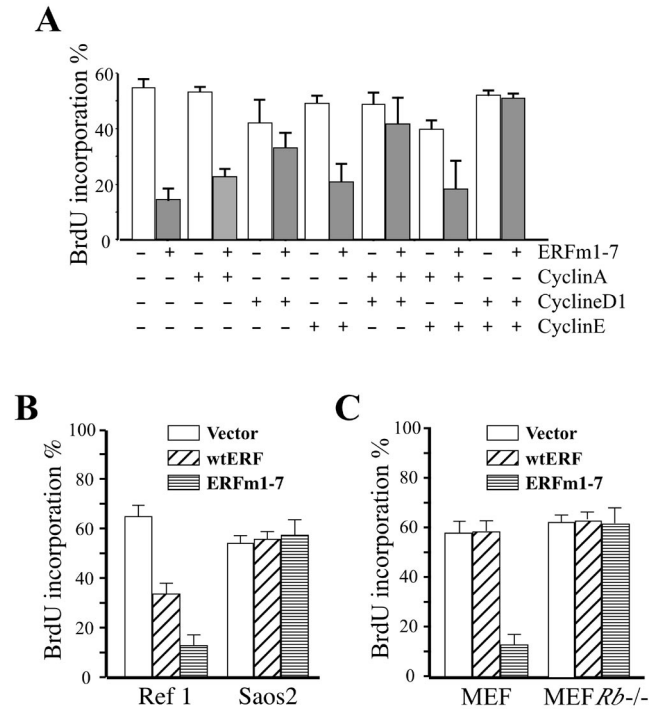 A
BrdU incorporation %
60
40
20
0
– + – + – + – + – + – + – + ERFm1-7
– – + + – – – – + + + + – – CyclinA
– – – – + + – – + + – – + + CyclineD1
– – – – – – + + – – + + + + CyclinE
B
BrdU incorporation %
100
80
60
40
20
0
Vector
wtERF
ERFm1-7
Ref 1 Saos2
C
BrdU incorporation %
100
80
60
40
20
0
Vector
wtERF
ERFm1-7
MEF MEF Rb-/-